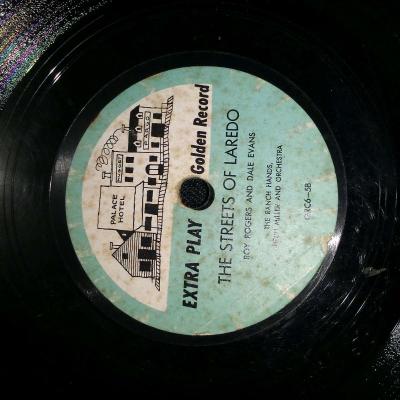 EXTRA PLAY Golden Record
THE STREETS OF LAREDO
ROY ROGERS AND DALE EVANS
THE RANCH HANDS,
MILLER AND ORCHESTRA
PALACE
HOTEL